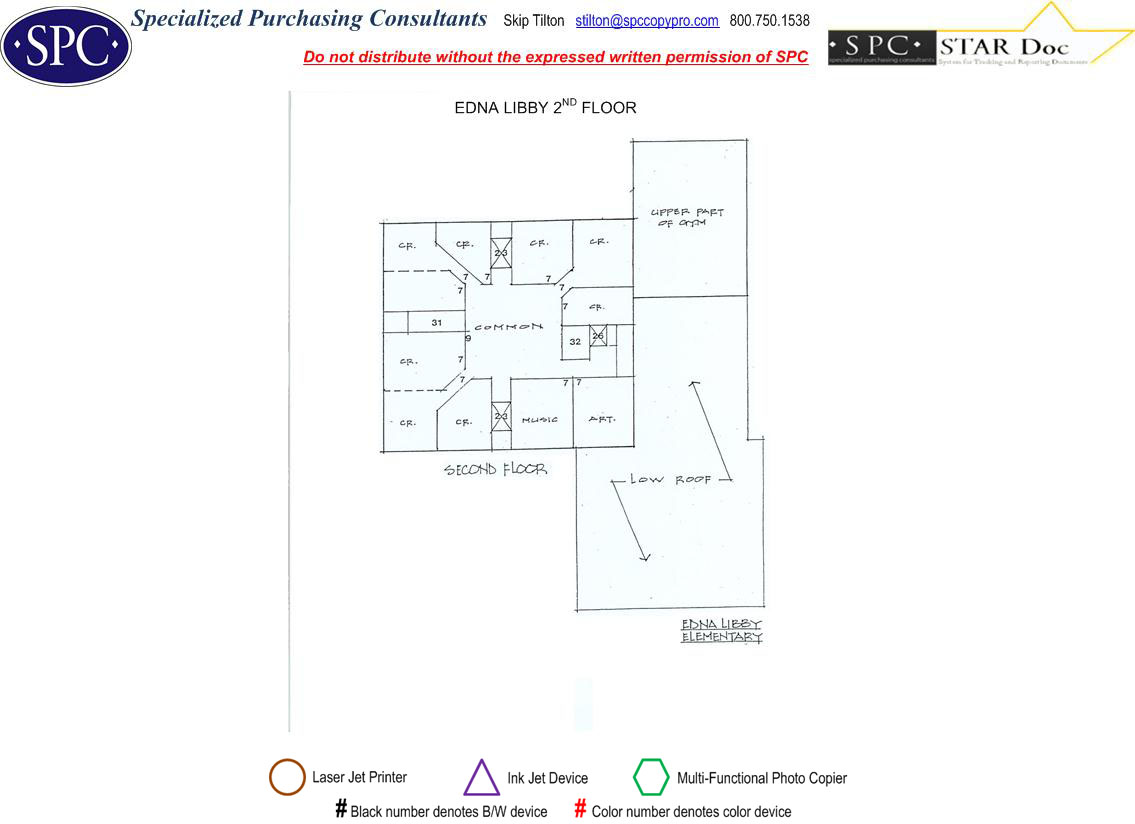 SPC
Specialized Purchasing Consultants Skip Tilton stilton@spccopypro.com 800.750.1538
Do not distribute without the expressed written permission of SPC
SPC
specialized purchasing consultants
STAR Doc
System for Tracking and Reporting Documents
EDNA LIBBY 2ND FLOOR
UPPER PART
OF GYM
CR. CR. 23 CR. CR.
7 7 7
7 7
7 CR.
31 COMMON
9 32 26
CR. 7
7 7 7
CR. CR. 23 MUSIC ART.
SECOND FLOOR
LOW ROOF
EDNA LIBBY
ELEMENTARY
Laser Jet Printer Ink Jet Device Multi-Functional Photo Copier
# Black number denotes B/W device # Color number denotes color device